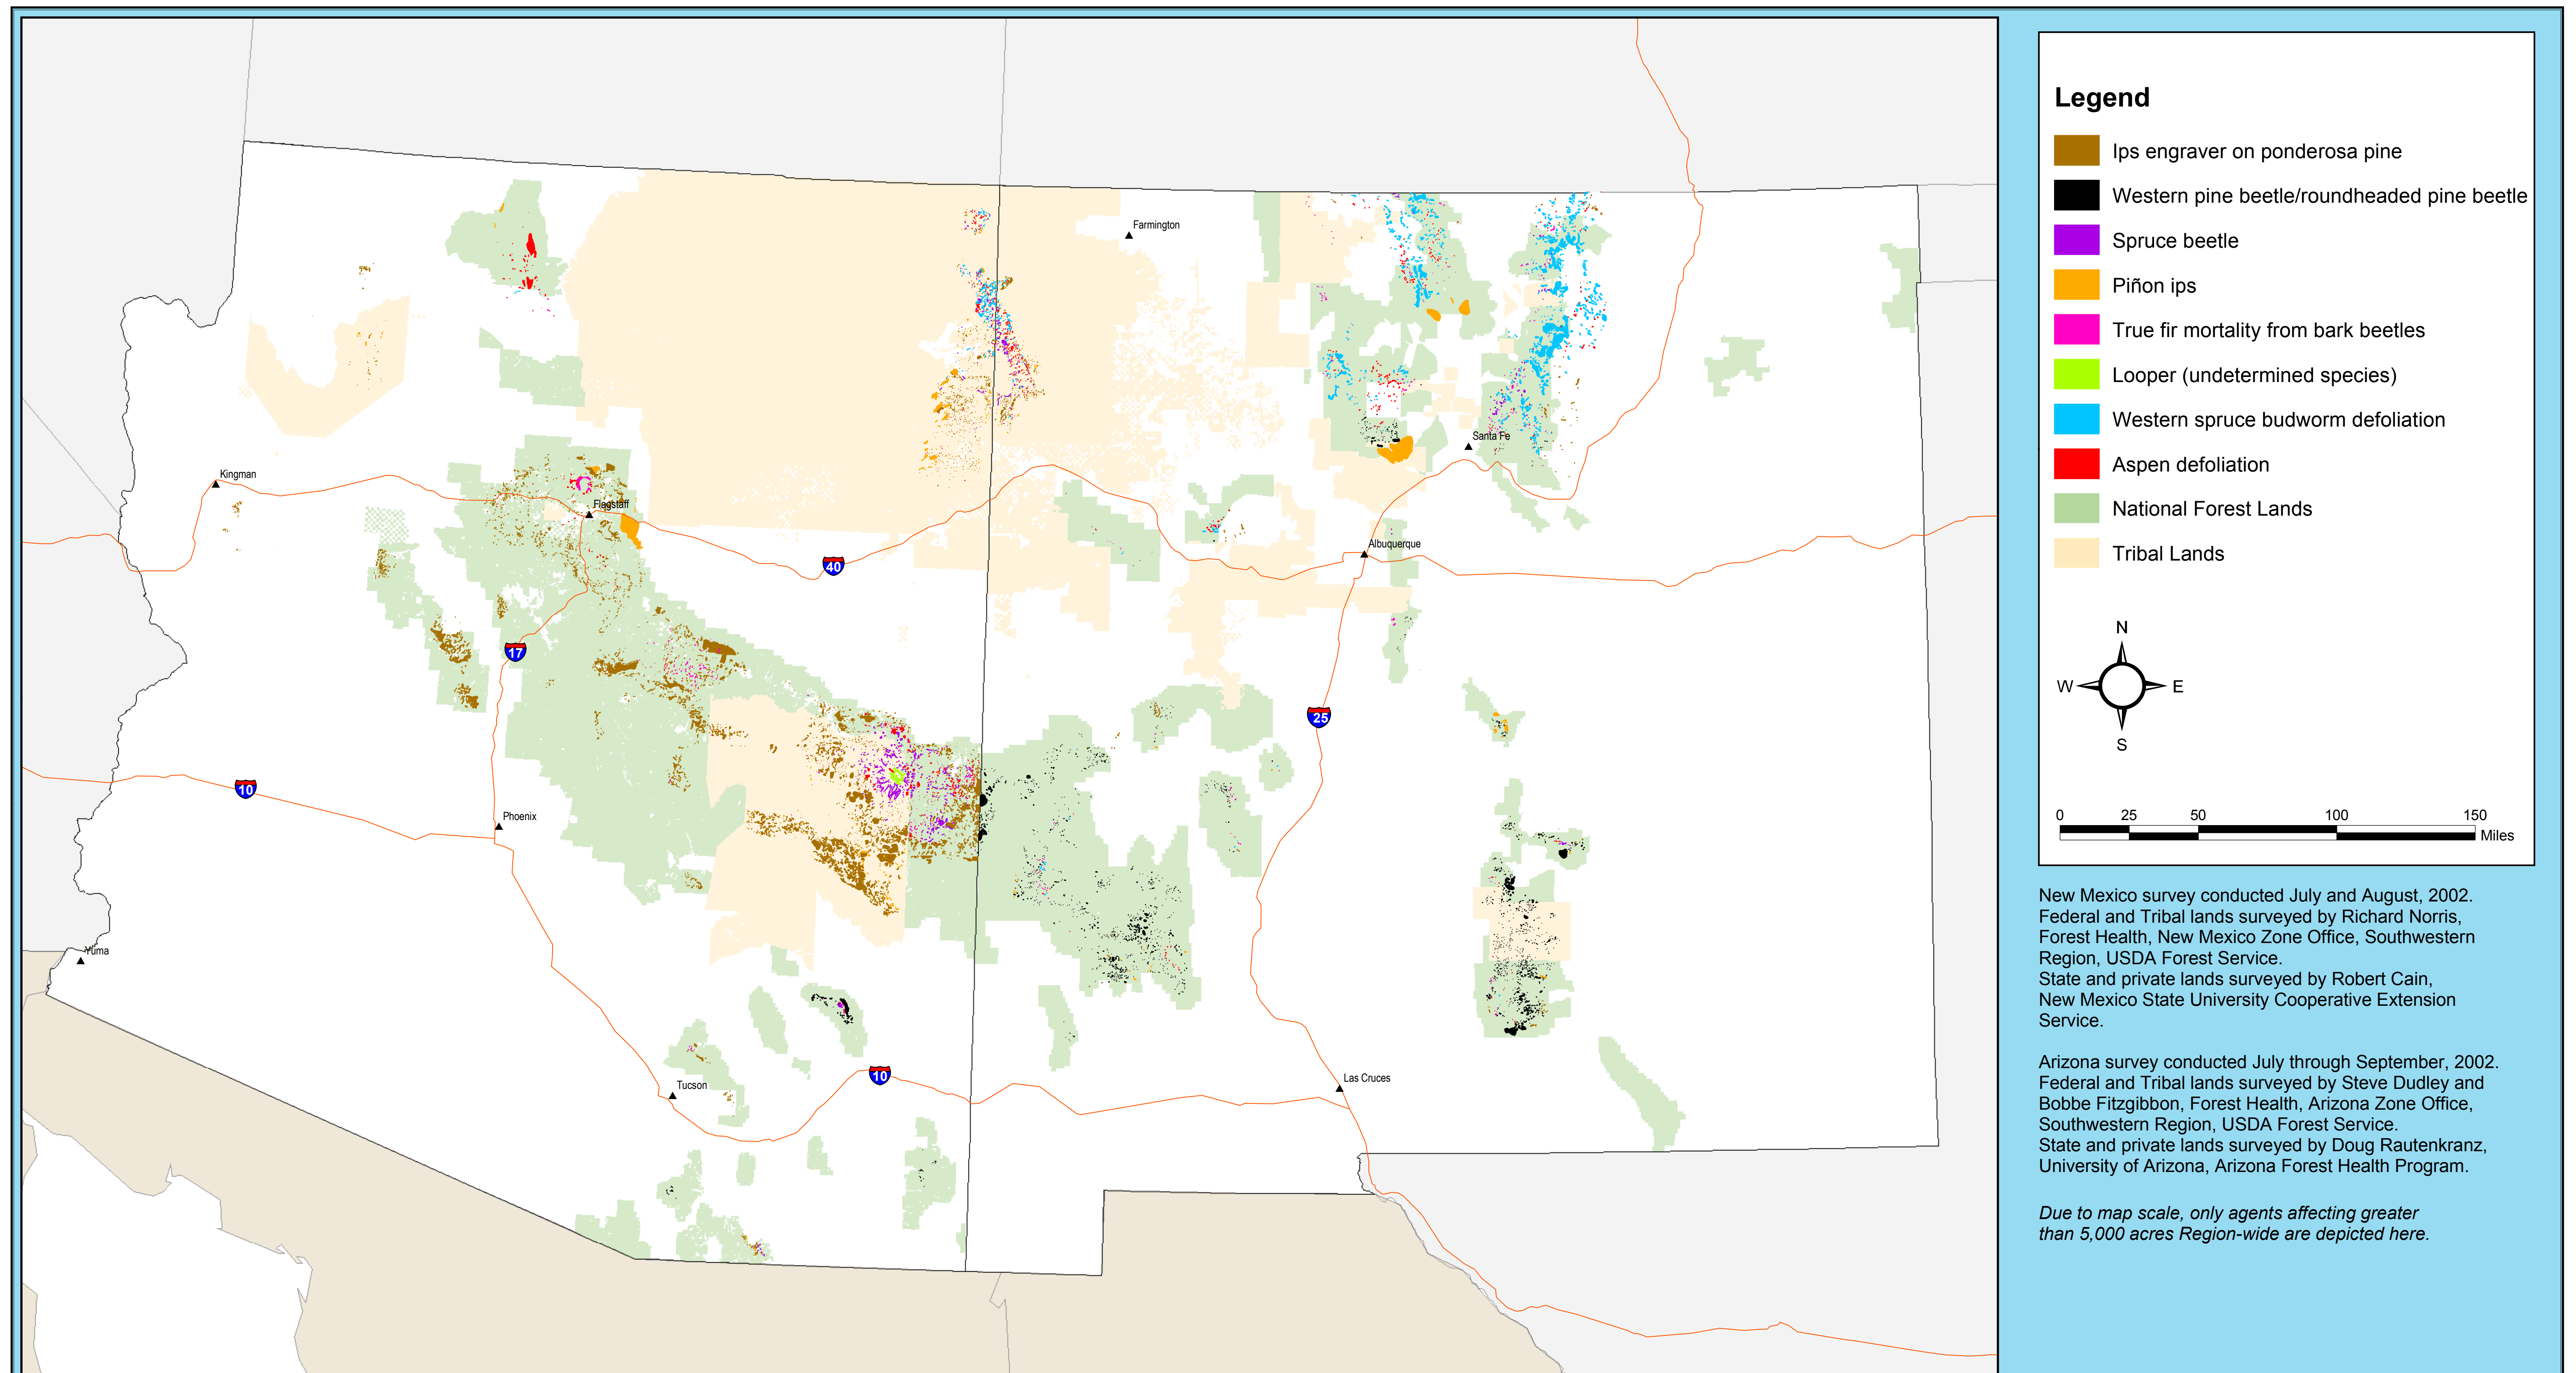 Farmington
Santa Fe
Kingman
Flagstaff
Albuquerque
40
17
25
10
Phoenix
Yuma
10
Tucson
Las Cruces
Legend
Ips engraver on ponderosa pine
Western pine beetle/roundheaded pine beetle
Spruce beetle
Piñon ips
True fir mortality from bark beetles
Looper (undetermined species)
Western spruce budworm defoliation
Aspen defoliation
National Forest Lands
Tribal Lands
N
W E
S
0 25 50 100 150
Miles
New Mexico survey conducted July and August, 2002.
Federal and Tribal lands surveyed by Richard Norris,
Forest Health, New Mexico Zone Office, Southwestern
Region, USDA Forest Service.
State and private lands surveyed by Robert Cain,
New Mexico State University Cooperative Extension
Service.
Arizona survey conducted July through September, 2002.
Federal and Tribal lands surveyed by Steve Dudley and
Bobbe Fitzgibbon, Forest Health, Arizona Zone Office,
Southwestern Region, USDA Forest Service.
State and private lands surveyed by Doug Rautenkranz,
University of Arizona, Arizona Forest Health Program.
Due to map scale, only agents affecting greater
than 5,000 acres Region-wide are depicted here.